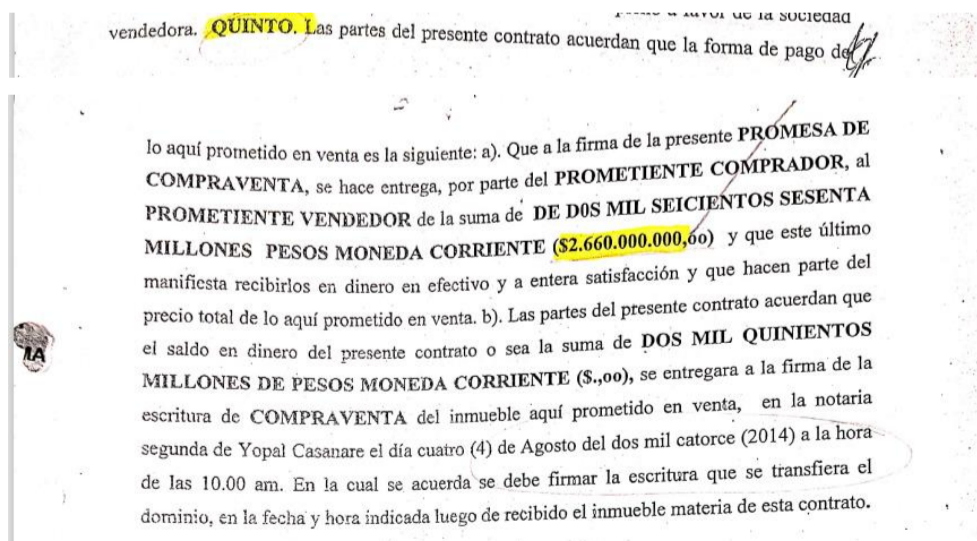 favor de la sociedad
vendedora. QUINTO. Las partes del presente contrato acuerdan que la forma de pago de
lo aquí prometido en venta es la siguiente: a). Que a la firma de la presente PROMESA DE
COMPRAVENTA, se hace entrega, por parte del PROMETIENTE COMPRADOR, al
PROMETIENTE VENDEDOR de la suma de DE D0S MIL SEICIENTOS SESENTA
MILLONES PESOS MONEDA CORRIENTE ($2.660.000.000,oo) y que este último
manifiesta recibirlos en dinero en efectivo y a entera satisfacción y que hacen parte del
precio total de lo aquí prometido en venta. b). Las partes del presente contrato acuerdan que
el saldo en dinero del presente contrato o sea la suma de DOS MIL QUINIENTOS
MILLONES DE PESOS MONEDA CORRIENTE ($.,oo), se entregara a la firma de la
escritura de COMPRAVENTA del inmueble aquí prometido en venta, en la notaria
segunda de Yopal Casanare el día cuatro (4) de Agosto del dos mil catorce (2014) a la hora
de las 10.00 am. En la cual se acuerda se debe firmar la escritura que se transfiera el
dominio, en la fecha y hora indicada luego de recibido el inmueble materia de esta contrato.